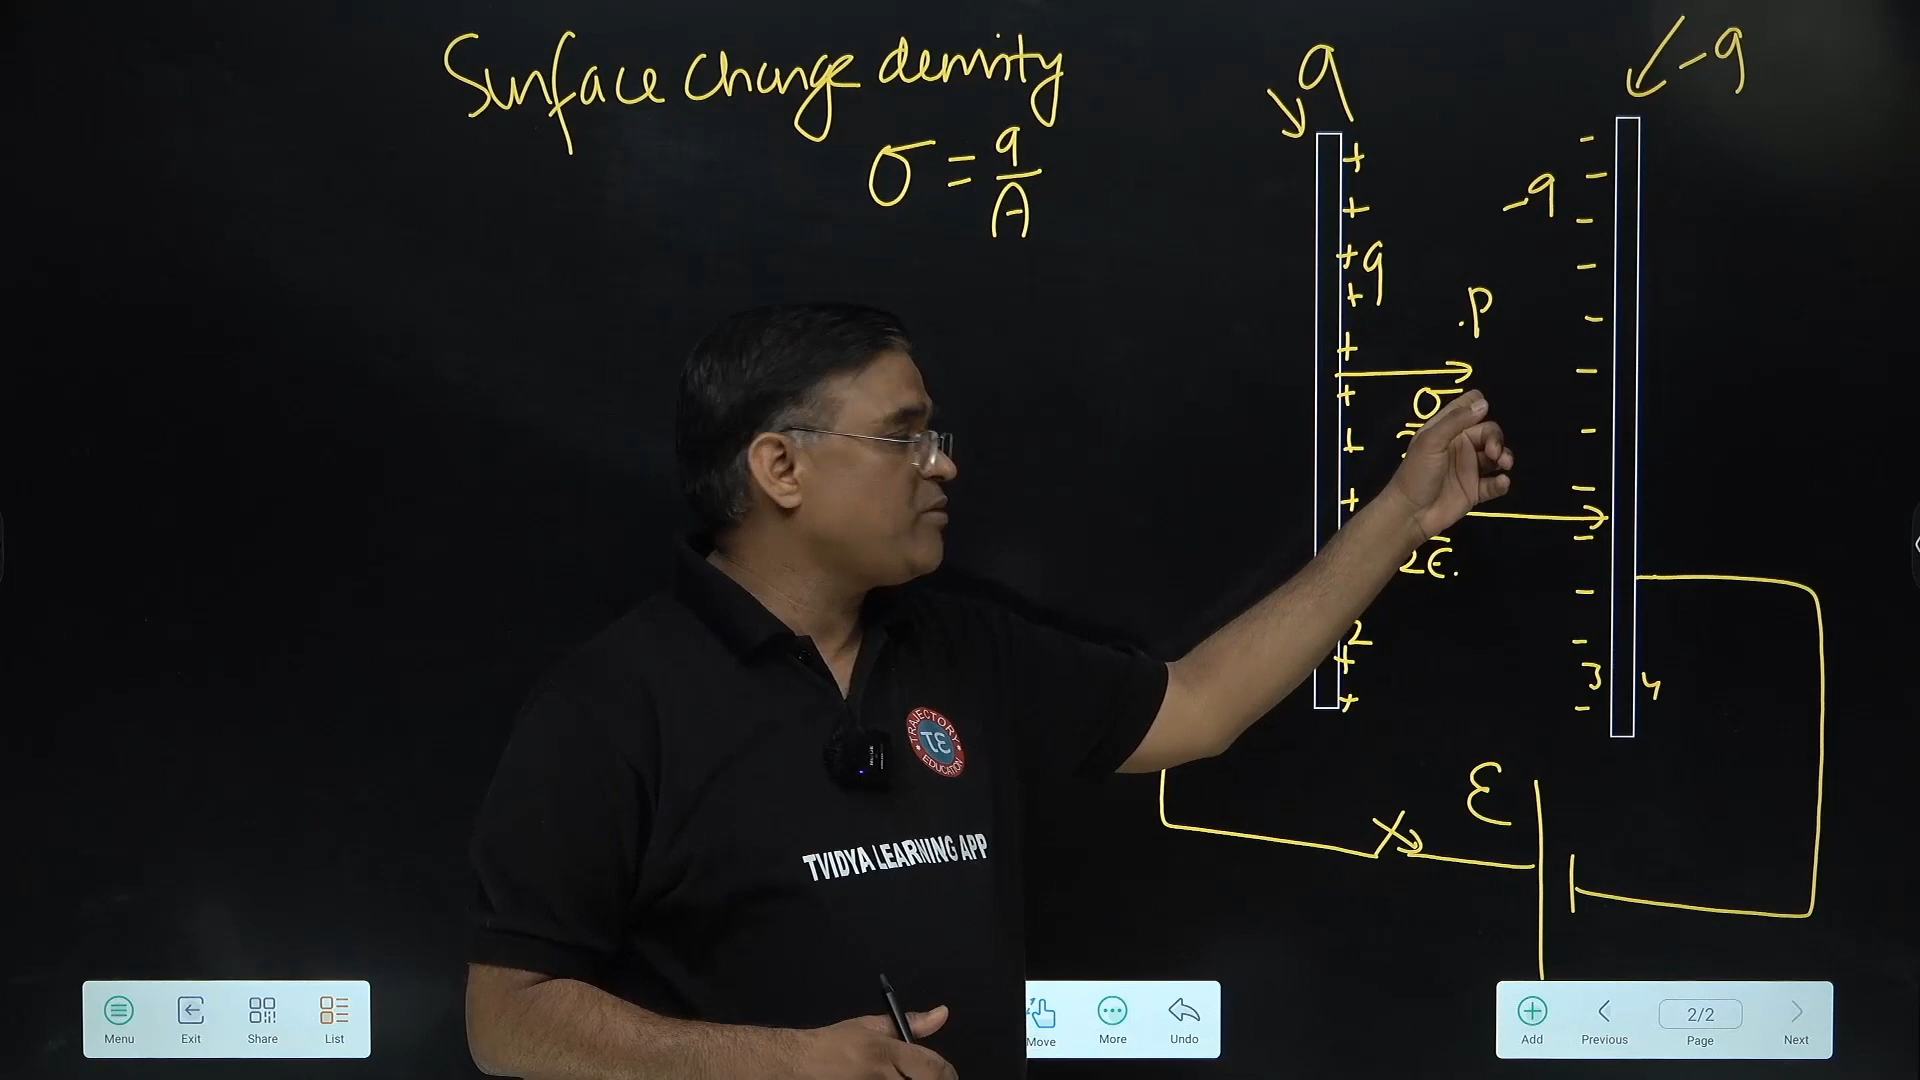 Surface charge density
σ = q/A
q
-q
-q
q
.P
σ
2ϵ.
2
3
4
ε
TRAJECTORY EDUCATION
TE
TVIDYA LEARNING APP
Menu
Exit
Share
List
Move
More
Undo
Add
Previous
2/2
Page
Next